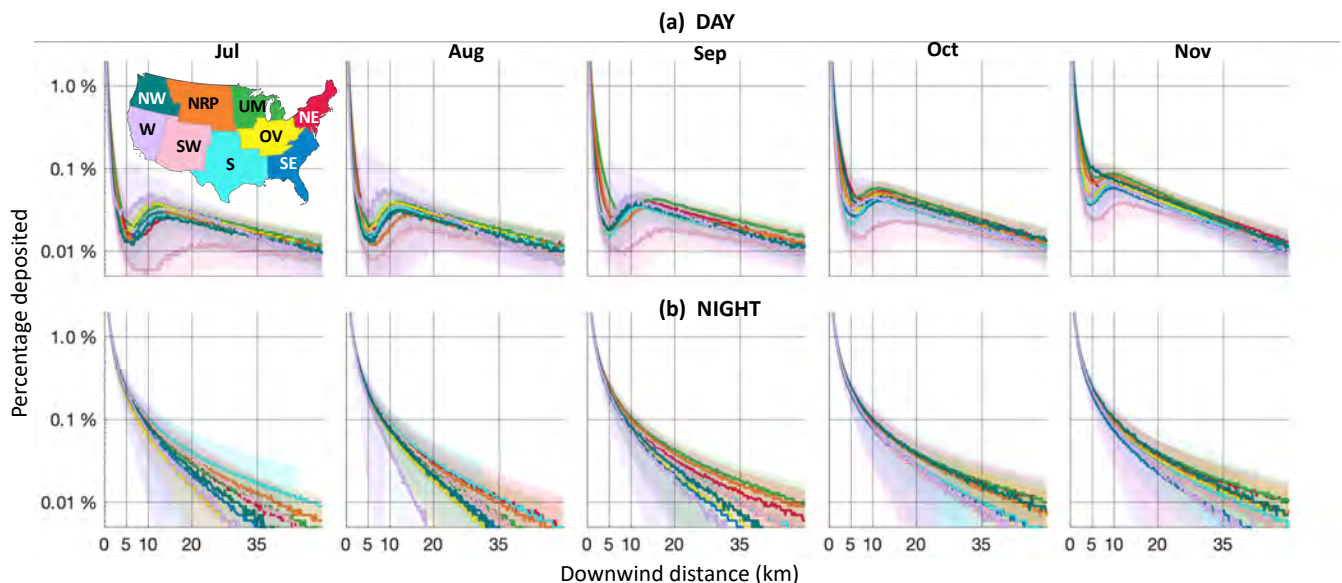 (a) DAY
Jul Aug Sep Oct Nov
1.0 %
0.1 %
0.01 %
NW NRP UM NE
W SW OV
S SE
Percentage deposited
(b) NIGHT
1.0 %
0.1 %
0.01 %
0 5 10 20 35 0 5 10 20 35 0 5 10 20 35 0 5 10 20 35 0 5 10 20 35
Downwind distance (km)